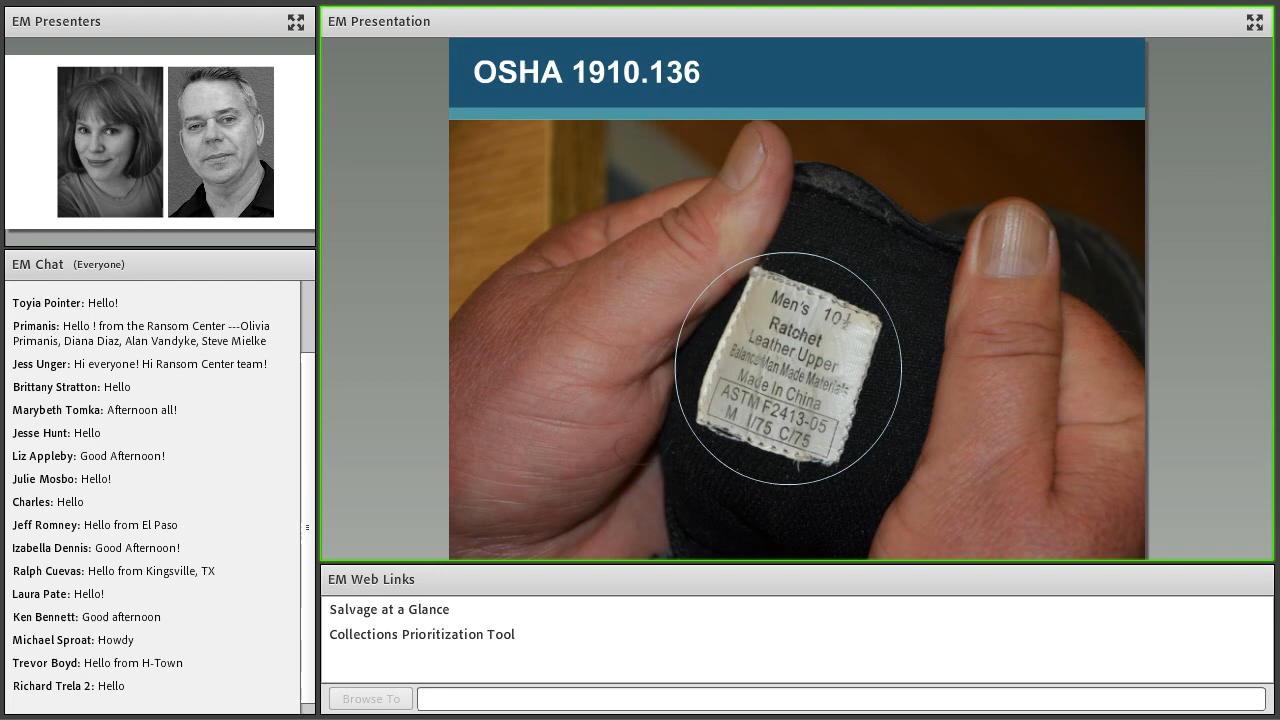 EM Presenters
EM Chat (Everyone)
Toyia Pointer: Hello!
Primanis: Hello ! from the Ransom Center ---Olivia
Primanis, Diana Diaz, Alan Vandyke, Steve Mielke
Jess Unger: Hi everyone! Hi Ransom Center team!
Brittany Stratton: Hello
Marybeth Tomka: Afternoon all!
Jesse Hunt: Hello
Liz Appleby: Good Afternoon!
Julie Mosbo: Hello!
Charles: Hello
Jeff Romney: Hello from El Paso
Izabella Dennis: Good Afternoon!
Ralph Cuevas: Hello from Kingsville, TX
Laura Pate: Hello!
Ken Bennett: Good afternoon
Michael Sproat: Howdy
Trevor Boyd: Hello from H-Town
Richard Trela 2: Hello
EM Presentation
OSHA 1910.136
Men's 10½
Ratchet
Leather Upper
Balance Man Made Materials
Made In China
ASTM F2413-05
M I/75 C/75
EM Web Links
Salvage at a Glance
Collections Prioritization Tool
Browse To